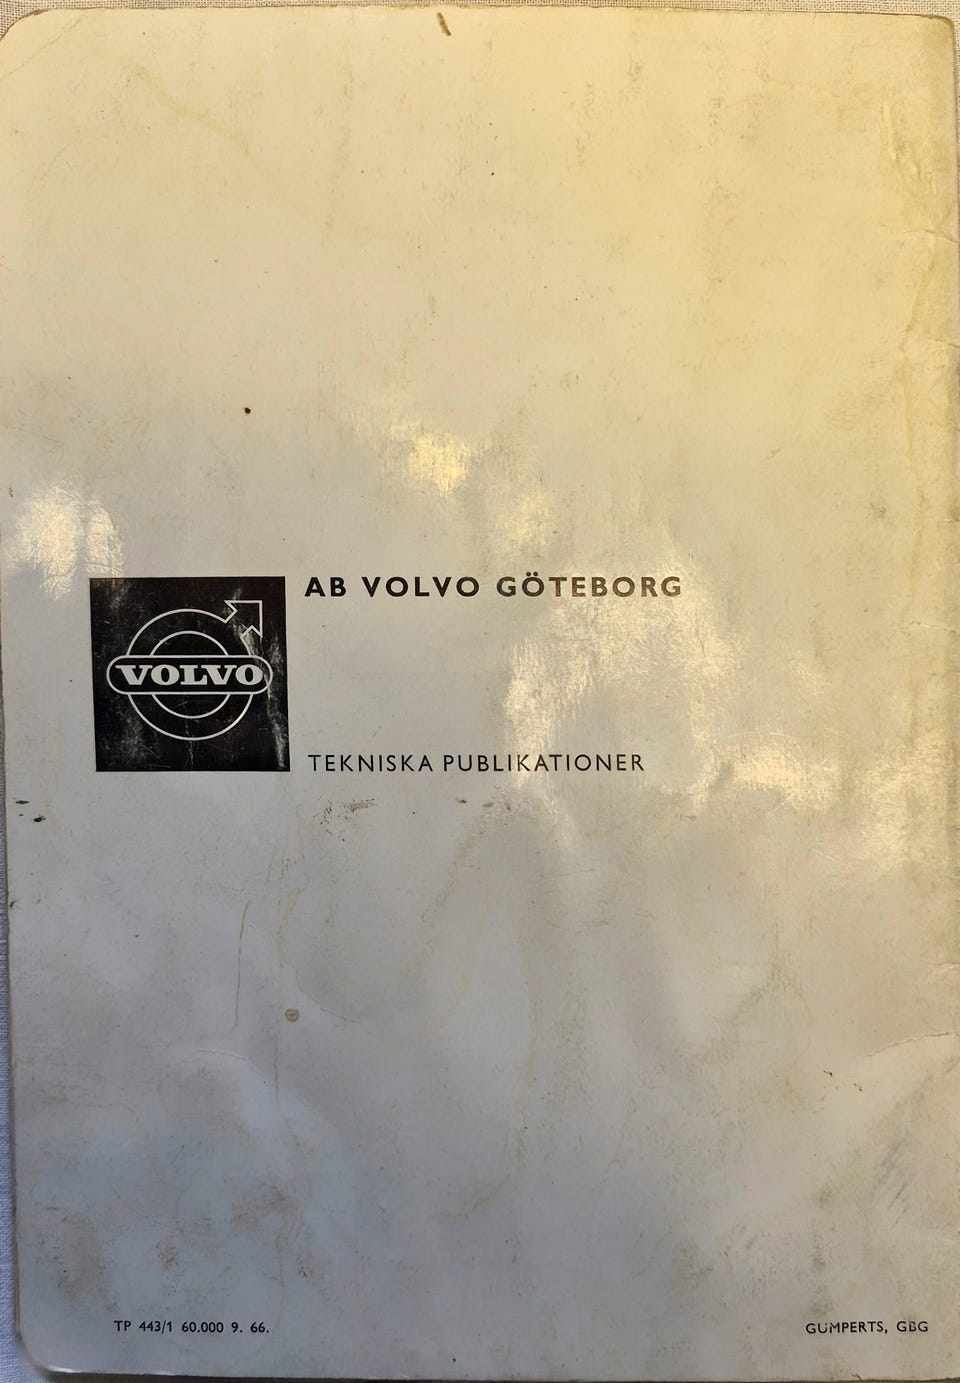 AB VOLVO GÖTEBORG
VOLVO
TEKNISKA PUBLIKATIONER
TP 443/1 60.000 9. 66.
GUMPERTS, GBG